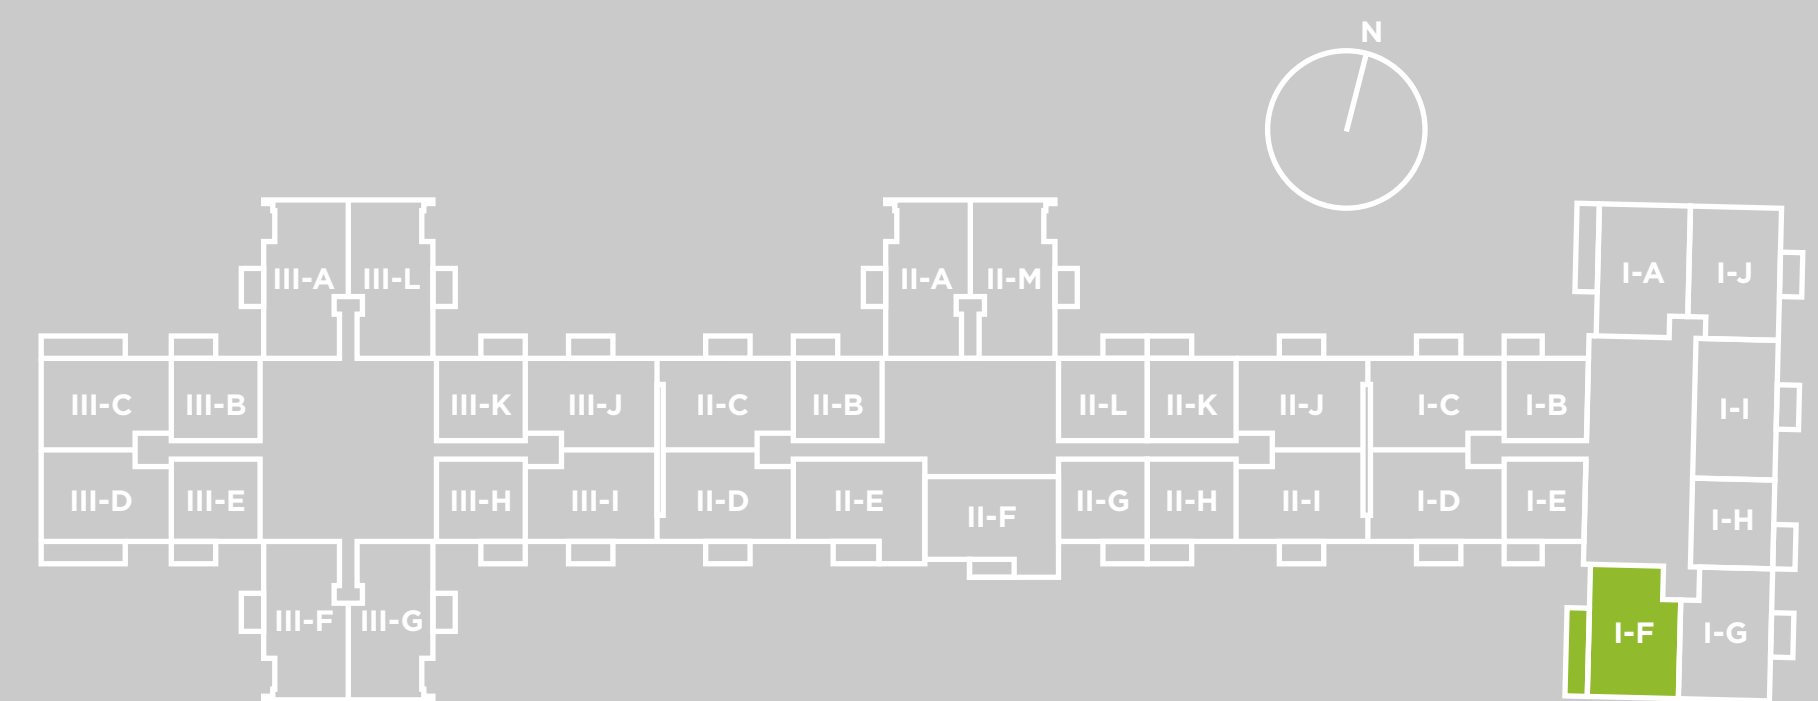 N
III-A III-L II-A II-M I-A I-J
III-C III-B III-K III-J II-C II-B II-L II-K II-J I-C I-B I-I
III-D III-E III-H III-I II-D II-E II-F II-G II-H II-I I-D I-E I-H
III-F III-G I-F I-G